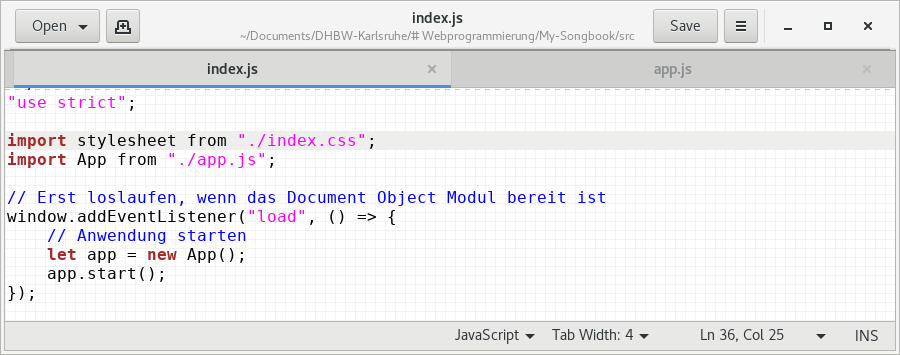 Open
index.js
~/Documents/DHBW-Karlsruhe/# Webprogrammierung/My-Songbook/src
Save
index.js
app.js
"use strict";
import stylesheet from "./index.css";
import App from "./app.js";
// Erst loslaufen, wenn das Document Object Modul bereit ist
window.addEventListener("load", () => {
    // Anwendung starten
    let app = new App();
    app.start();
});
JavaScript Tab Width: 4 Ln 36, Col 25 INS